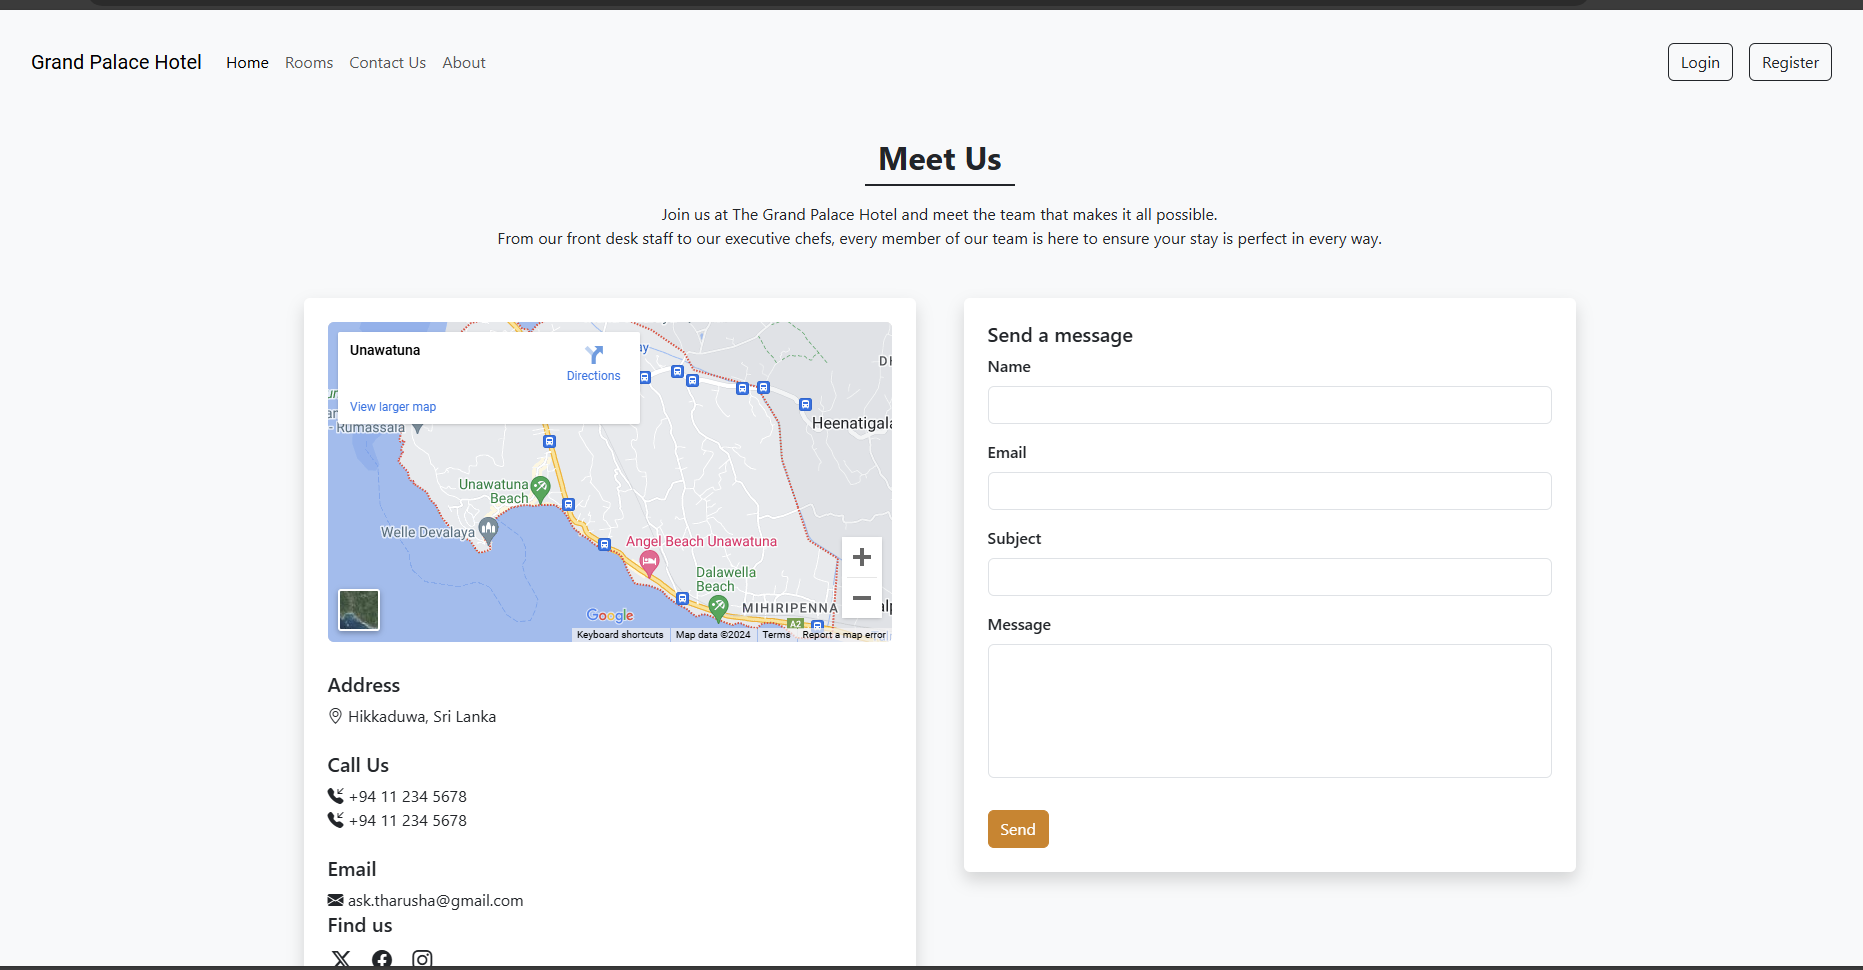 Grand Palace Hotel Home Rooms Contact Us About Login Register
Meet Us
Join us at The Grand Palace Hotel and meet the team that makes it all possible.
From our front desk staff to our executive chefs, every member of our team is here to ensure your stay is perfect in every way.
Unawatuna
Directions
View larger map
Rumassala
Heenatigala
Unawatuna
Beach
Welle Devalaya
Angel Beach Unawatuna
Dalawella
Beach
MIHIRIPENNA
A2
Google
Keyboard shortcuts Map data ©2024 Terms Report a map error
Address
Hikkaduwa, Sri Lanka
Call Us
+94 11 234 5678
+94 11 234 5678
Email
ask.tharusha@gmail.com
Find us
Send a message
Name
Email
Subject
Message
Send